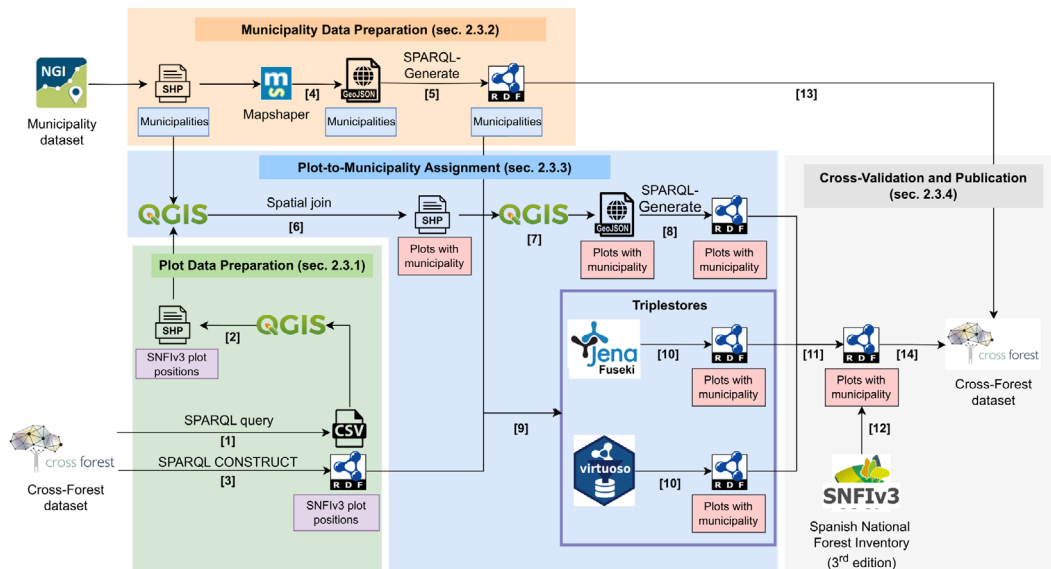 Municipality Data Preparation (sec. 2.3.2)
NGI
Municipality
dataset
SHP
Municipalities
ms
Mapshaper
[4]
GeoJSON
Municipalities
SPARQL-
Generate
[5]
RDF
Municipalities
[13]
Plot-to-Municipality Assignment (sec. 2.3.3)
QGIS
Spatial join
[6]
SHP
Plots with
municipality
QGIS
[7]
GeoJSON
Plots with
municipality
SPARQL-
Generate
[8]
RDF
Plots with
municipality
Cross-Validation and Publication
(sec. 2.3.4)
Plot Data Preparation (sec. 2.3.1)
SHP
SNFIv3 plot
positions
[2]
QGIS
Cross-Forest
dataset
cross forest
SPARQL query
[1]
CSV
SPARQL CONSTRUCT
[3]
RDF
SNFIv3 plot
positions
[9]
Triplestores
Jena
Fuseki
[10]
RDF
Plots with
municipality
virtuoso
[10]
RDF
Plots with
municipality
[11]
RDF
Plots with
municipality
[14]
cross forest
Cross-Forest
dataset
[12]
SNFIv3
Spanish National
Forest Inventory
(3rd edition)